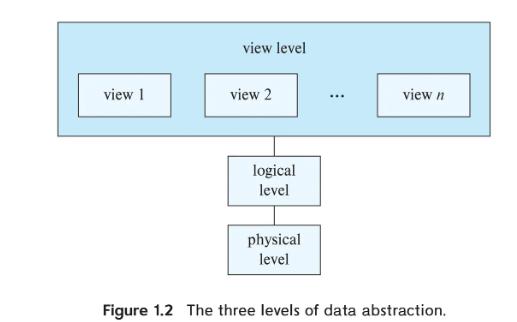 view level
view 1 view 2 ... view n
logical
level
physical
level
Figure 1.2 The three levels of data abstraction.